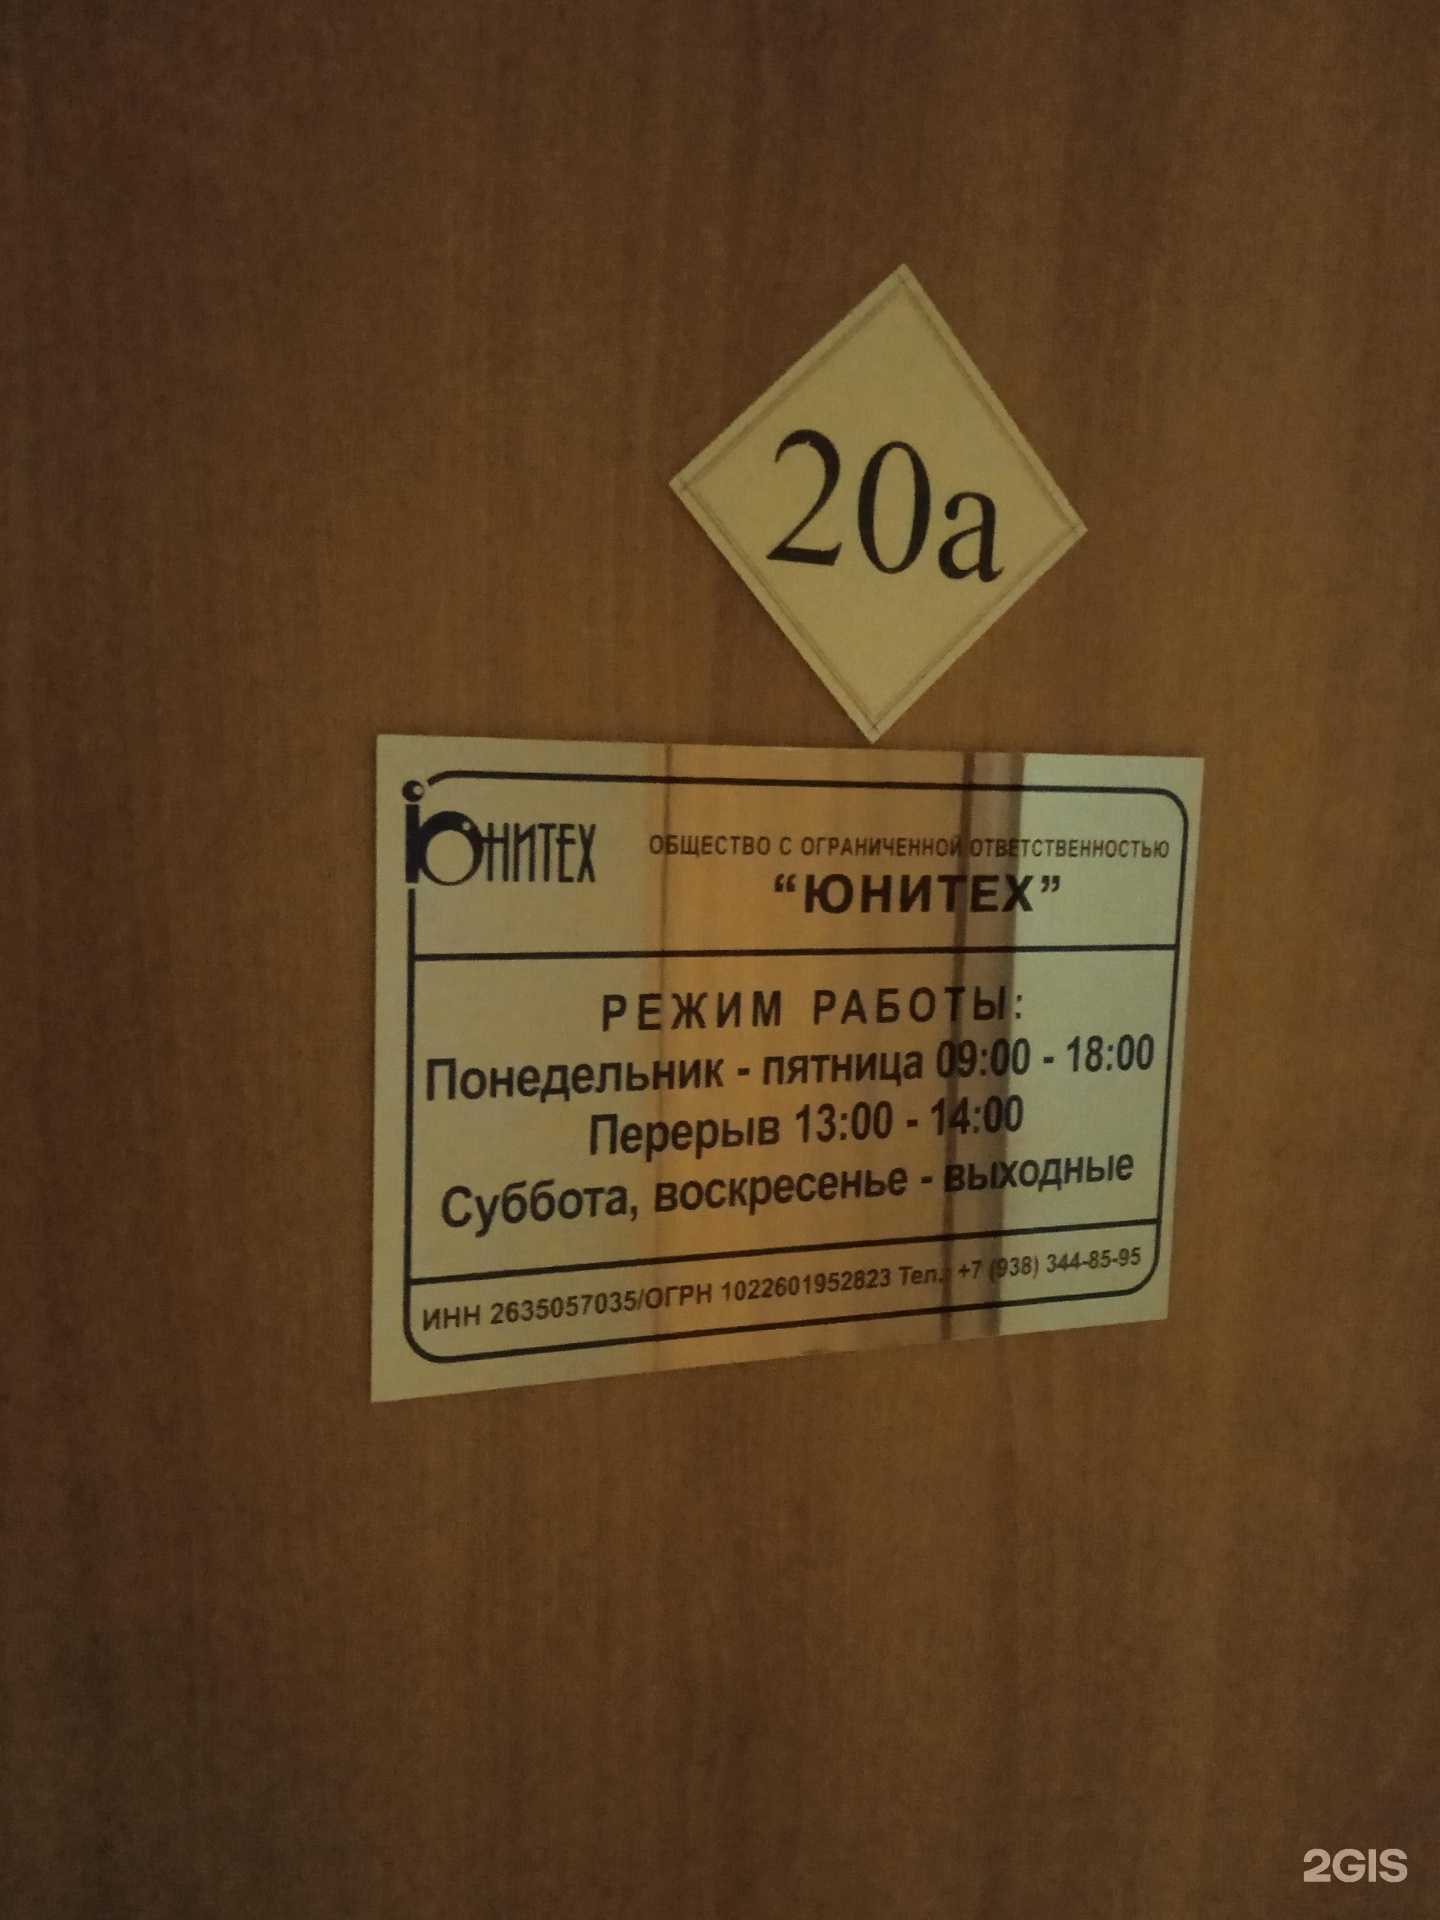 20а
ЮНИТЕХ
ОБЩЕСТВО С ОГРАНИЧЕННОЙ ОТВЕТСТВЕННОСТЬЮ
“ЮНИТЕХ”
РЕЖИМ РАБОТЫ:
Понедельник - пятница 09:00 - 18:00
Перерыв 13:00 - 14:00
Суббота, воскресенье - выходные
ИНН 2635057035/ОГРН 1022601952823 Тел.: +7 (938) 344-85-95
2GIS